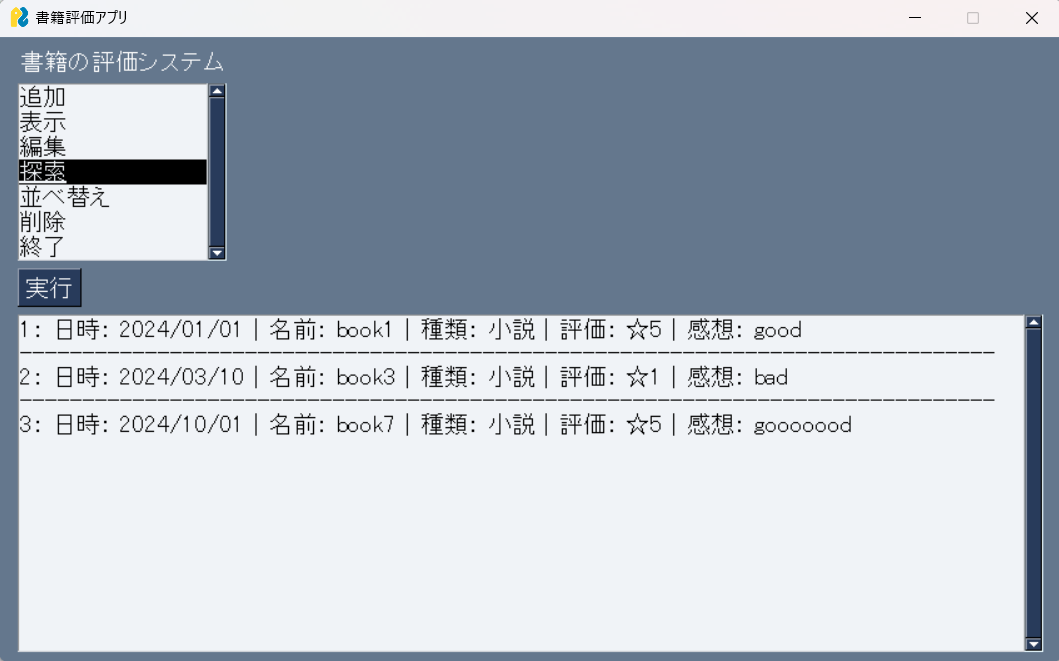 書籍評価アプリ
書籍の評価システム
追加
表示
編集
探索
並べ替え
削除
終了
実行
1: 日時: 2024/01/01 | 名前: book1 | 種類: 小説 | 評価: ☆5 | 感想: good
--------------------------------------------------------------------------------
2: 日時: 2024/03/10 | 名前: book3 | 種類: 小説 | 評価: ☆1 | 感想: bad
--------------------------------------------------------------------------------
3: 日時: 2024/10/01 | 名前: book7 | 種類: 小説 | 評価: ☆5 | 感想: gooooood